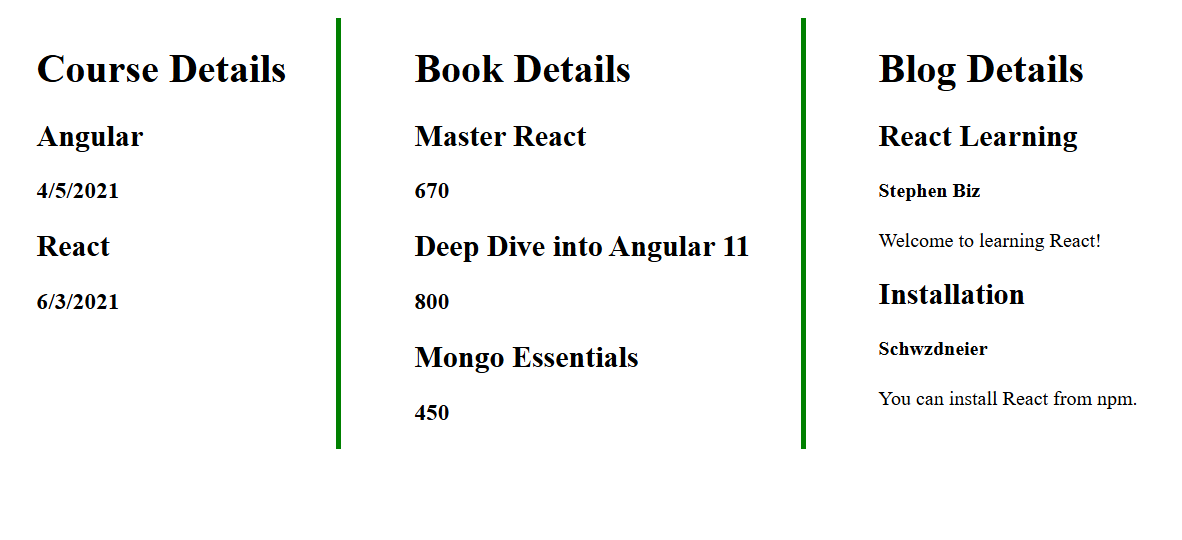 Course Details
Angular
4/5/2021
React
6/3/2021
Book Details
Master React
670
Deep Dive into Angular 11
800
Mongo Essentials
450
Blog Details
React Learning
Stephen Biz
Welcome to learning React!
Installation
Schwzdneier
You can install React from npm.